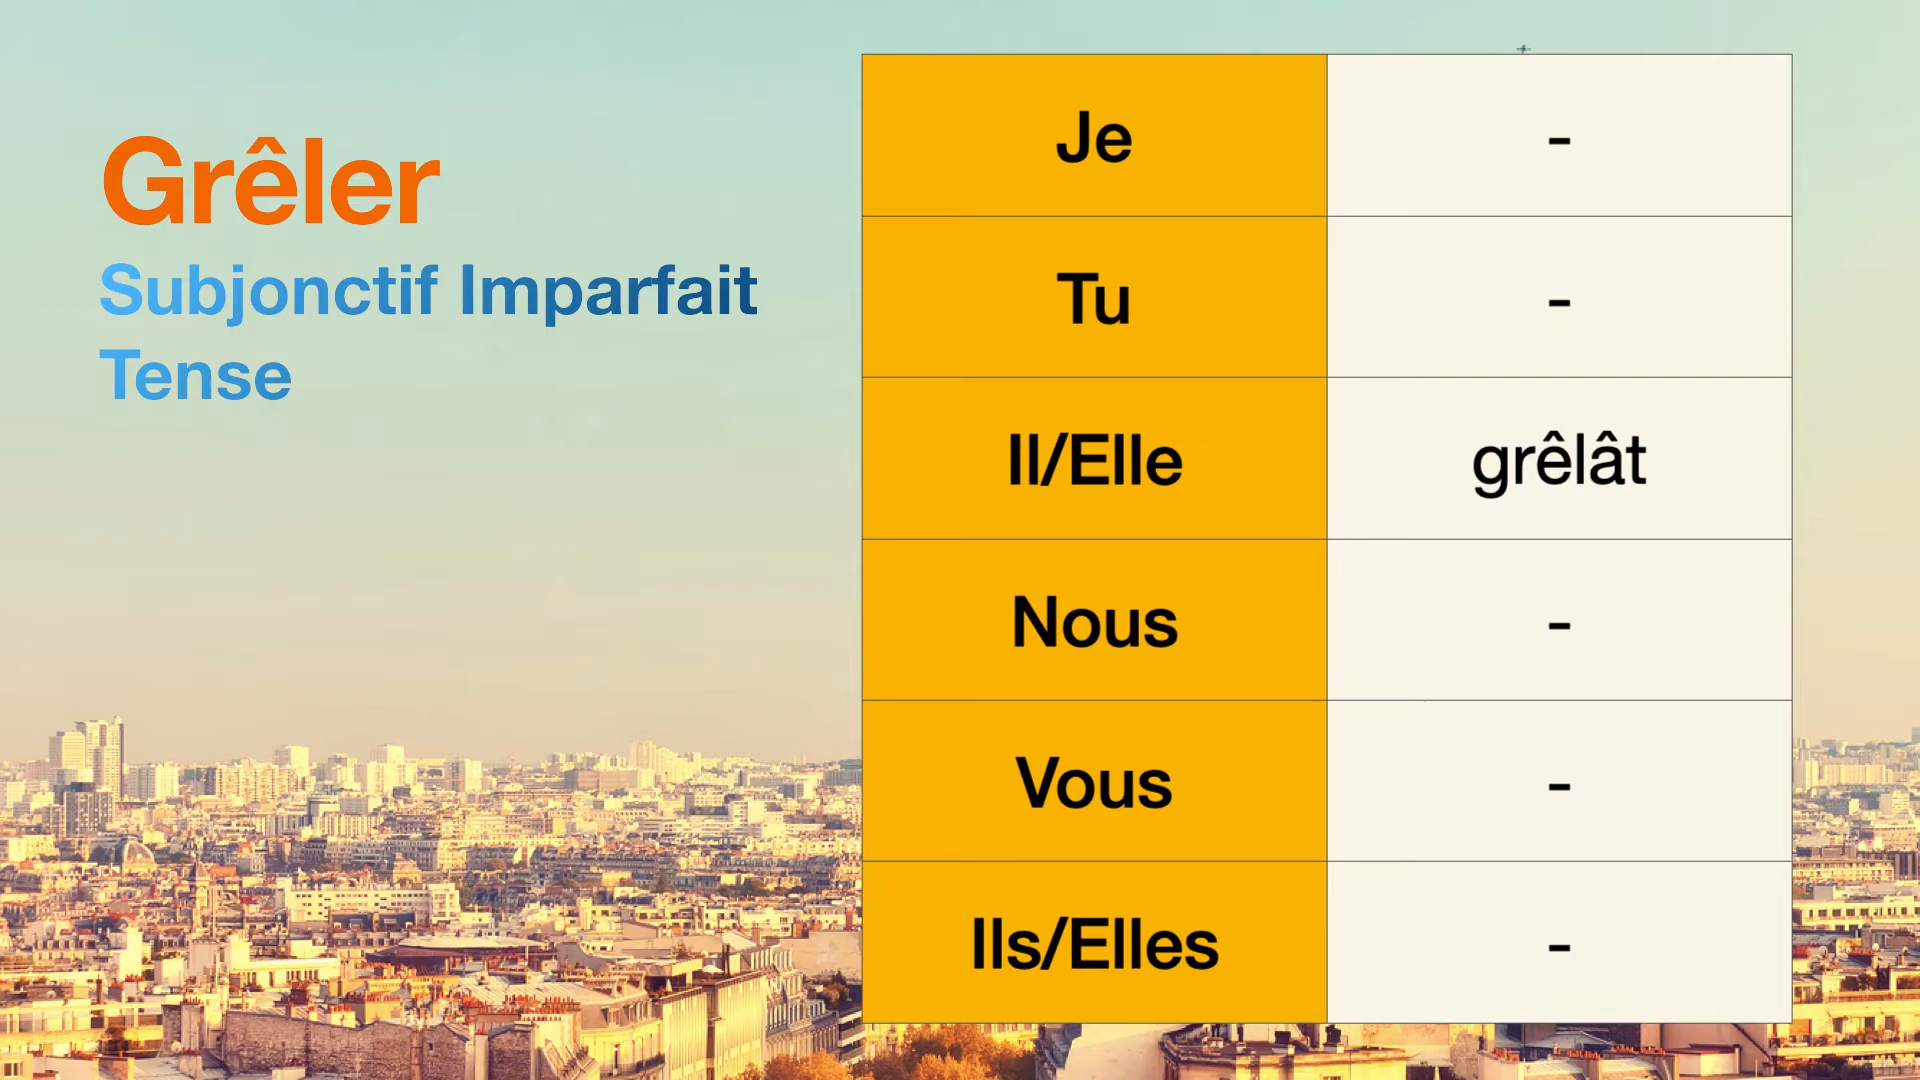 Grêler
Subjonctif Imparfait
Tense
Je -
Tu -
Il/Elle grêlât
Nous -
Vous -
Ils/Elles -